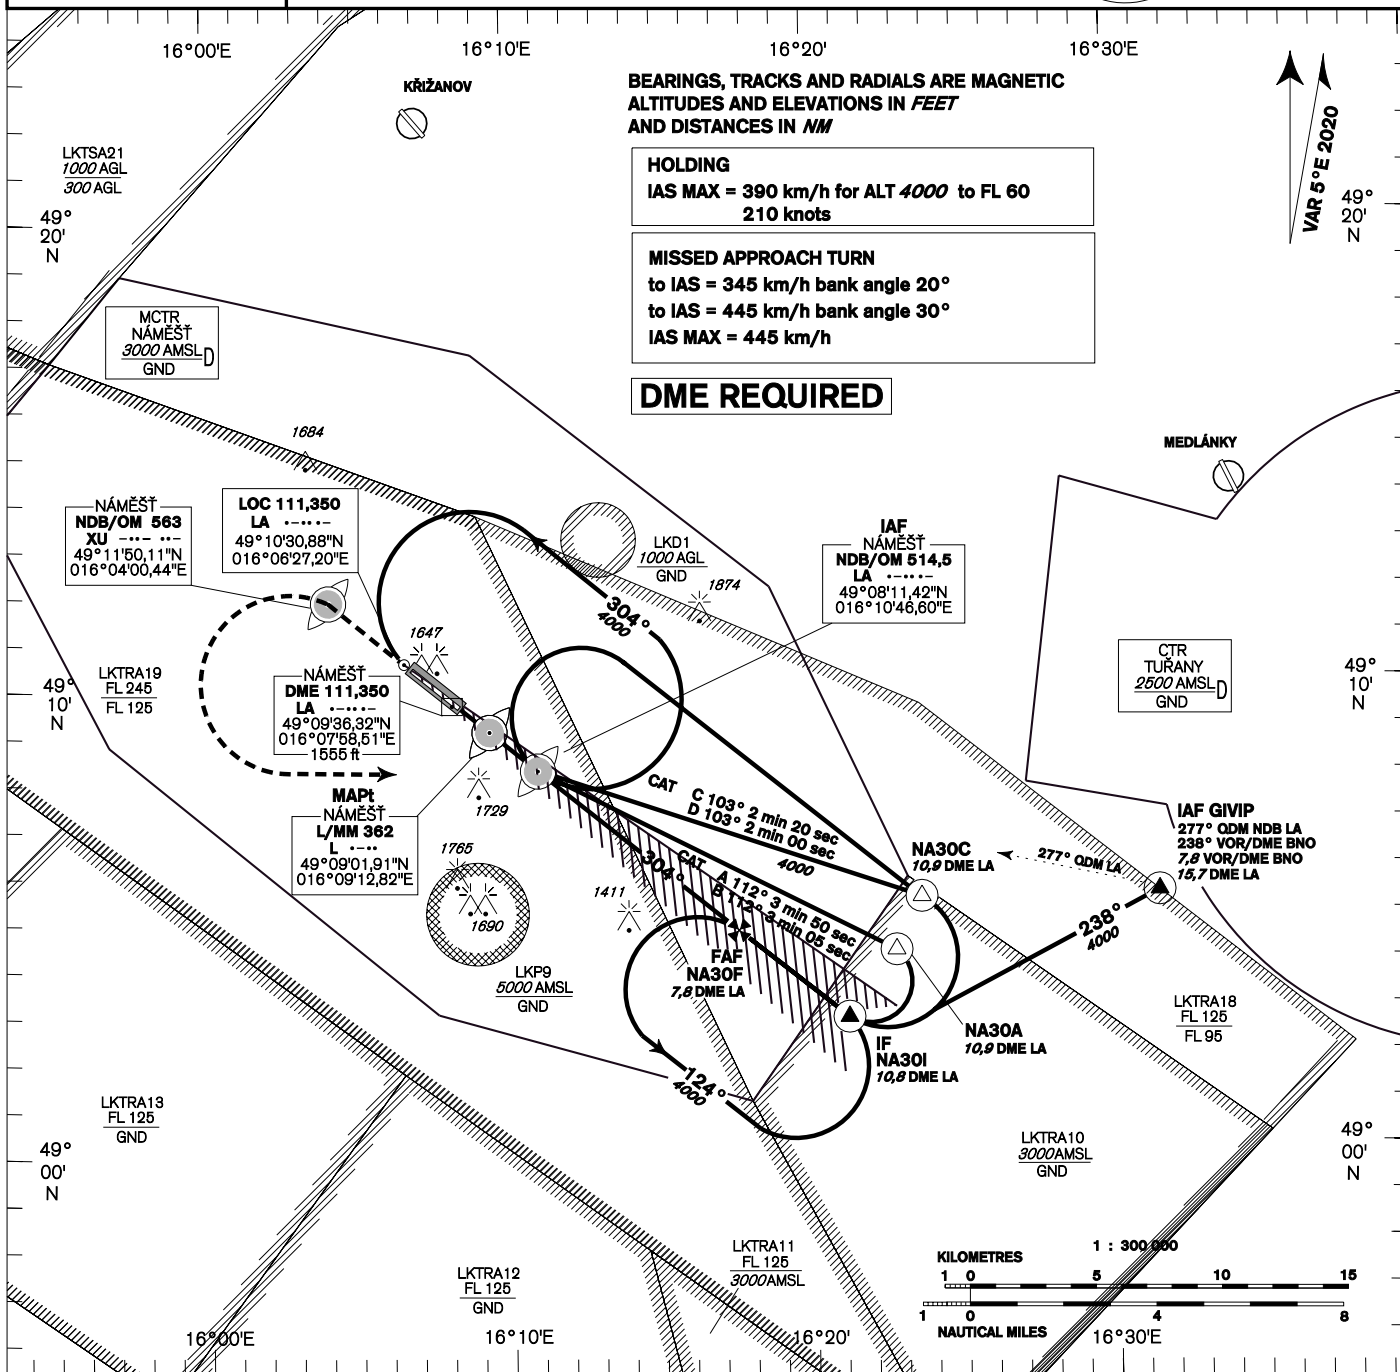 16°00'E
16°10'E
16°20'
16°30'E
KŘIŽANOV
BEARINGS, TRACKS AND RADIALS ARE MAGNETIC
ALTITUDES AND ELEVATIONS IN FEET
AND DISTANCES IN NM
VAR 5°E 2020
LKTSA21
1000 AGL
300 AGL
HOLDING
IAS MAX = 390 km/h for ALT 4000 to FL 60
210 knots
49°
20'
N
49°
20'
N
MISSED APPROACH TURN
to IAS = 345 km/h bank angle 20°
to IAS = 445 km/h bank angle 30°
IAS MAX = 445 km/h
MCTR
NÁMĚŠŤ
3000 AMSL D
GND
DME REQUIRED
1684
MEDLÁNKY
NÁMĚŠŤ
NDB/OM 563
XU –··– ··–
49°11'50,11"N
016°04'00,44"E
LOC 111,350
LA ·–·· ·–
49°10'30,88"N
016°06'27,20"E
LKD1
1000 AGL
GND
1874
IAF
NÁMĚŠŤ
NDB/OM 514,5
LA ·–·· ·–
49°08'11,42"N
016°10'46,60"E
304°
4000
1647
CTR
TUŘANY
2500 AMSL D
GND
LKTRA19
FL 245
FL 125
49°
10'
N
49°
10'
N
NÁMĚŠŤ
DME 111,350
LA ·–·· ·–
49°09'36,32"N
016°07'58,51"E
1555 ft
1729
MAPt
NÁMĚŠŤ
L/MM 362
L ·–··
49°09'01,91"N
016°09'12,82"E
CAT
C 103° 2 min 20 sec
D 103° 2 min 00 sec
4000
CAT
A 112° 3 min 50 sec
B 112° 3 min 05 sec
304°
NA30C
10,9 DME LA
277° QDM LA
IAF GIVIP
277° QDM NDB LA
238° VOR/DME BNO
7,8 VOR/DME BNO
15,7 DME LA
238°
4000
1765
1690
1411
FAF
NA30F
7,8 DME LA
LKP9
5000 AMSL
GND
NA30A
10,9 DME LA
IF
NA30I
10,8 DME LA
LKTRA18
FL 125
FL 95
124°
4000
LKTRA13
FL 125
GND
49°
00'
N
49°
00'
N
LKTRA10
3000AMSL
GND
LKTRA11
FL 125
3000AMSL
LKTRA12
FL 125
GND
1 : 300 000
KILOMETRES
1 0 5 10 15
1 0 4 8
NAUTICAL MILES
16°00'E
16°10'E
16°20'
16°30'E